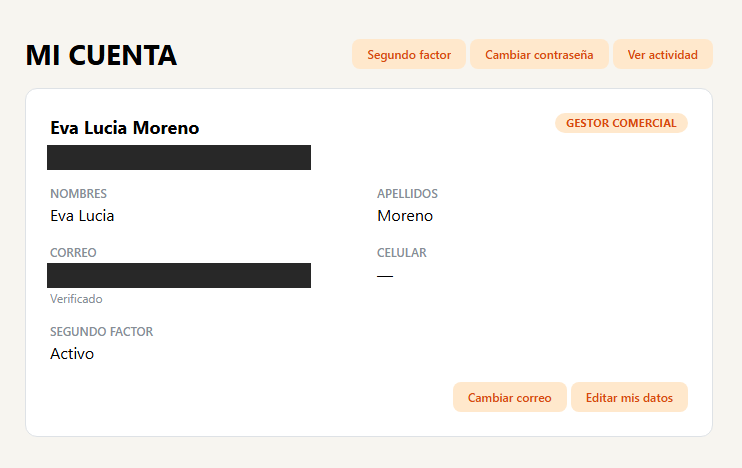 MI CUENTA
Segundo factor
Cambiar contraseña
Ver actividad
Eva Lucia Moreno
GESTOR COMERCIAL
NOMBRES
APELLIDOS
Eva Lucia
Moreno
CORREO
CELULAR
—
Verificado
SEGUNDO FACTOR
Activo
Cambiar correo
Editar mis datos